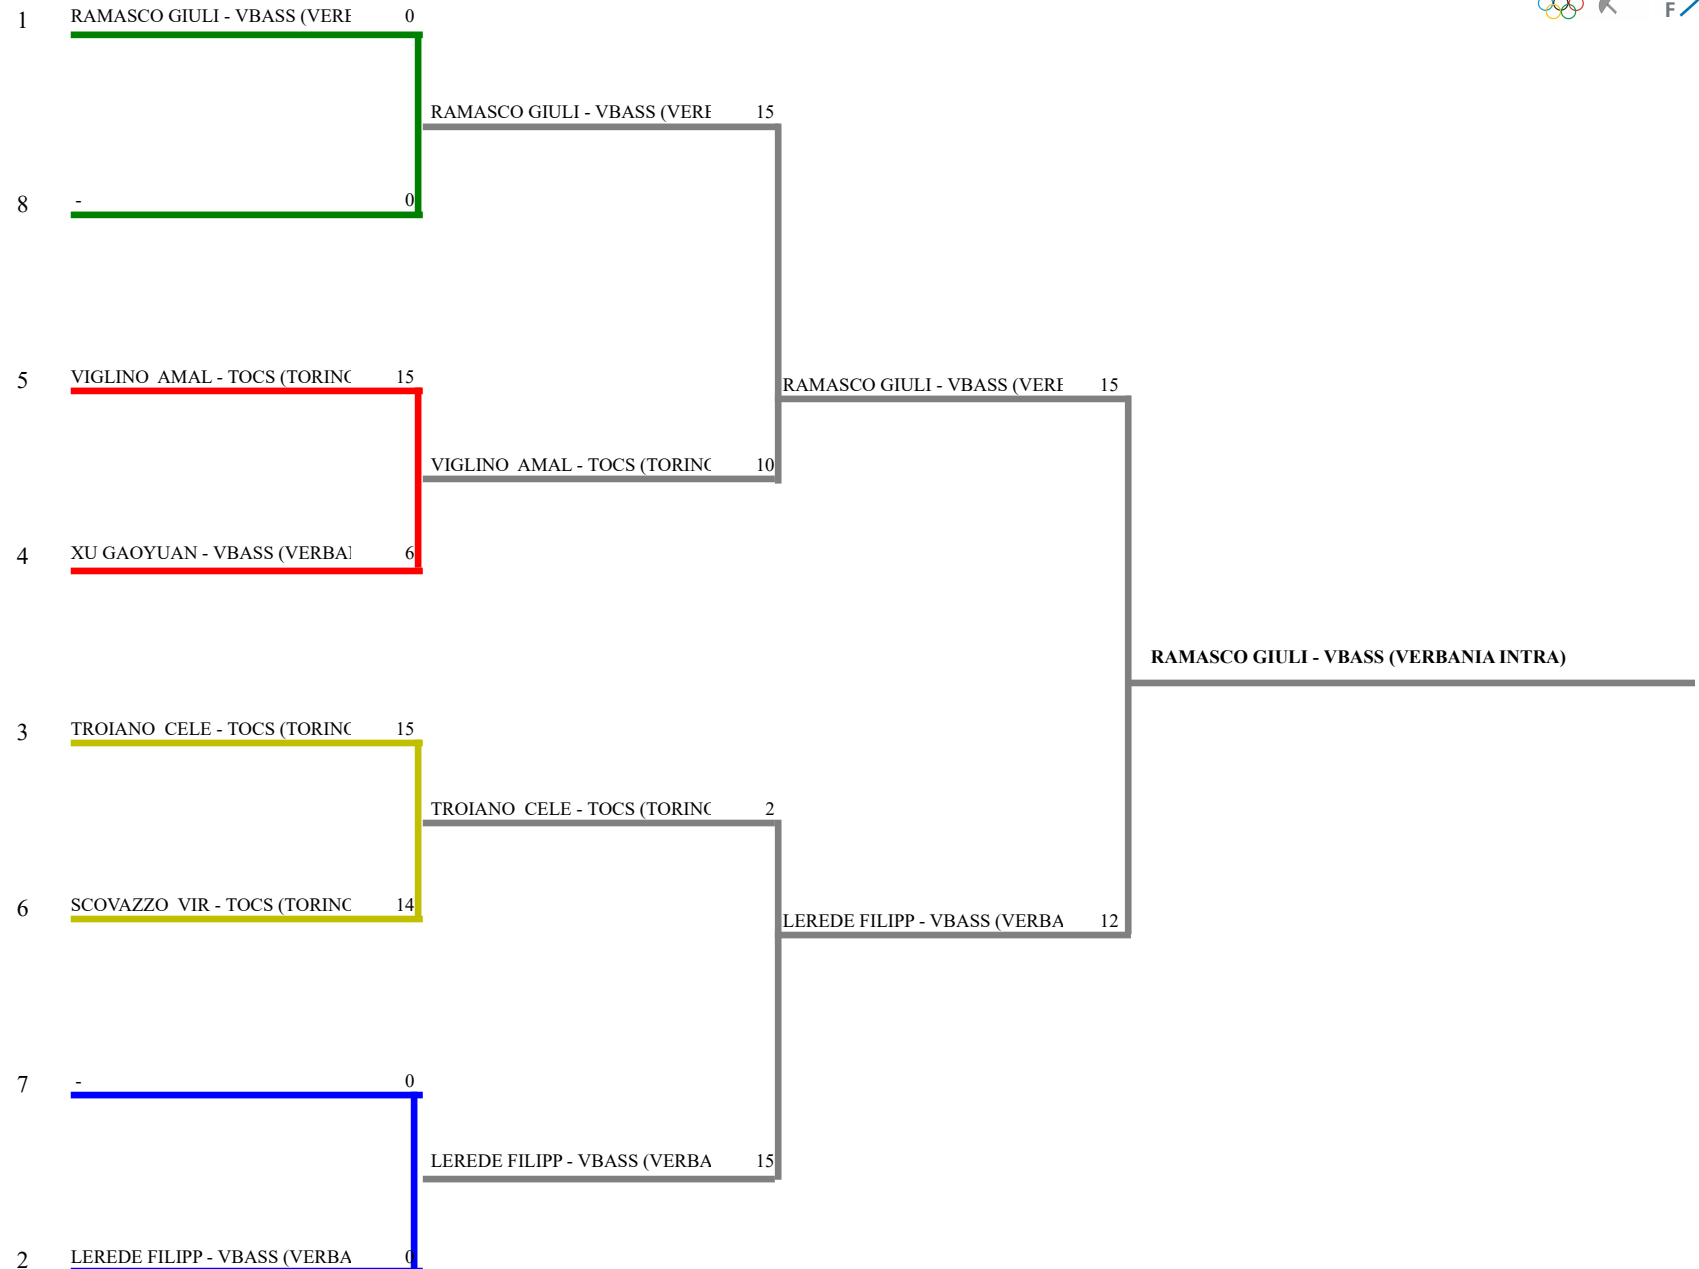 1 RAMASCO GIULI - VBASS (VERE 0
F
RAMASCO GIULI - VBASS (VERE 15
8 - 0
5 VIGLINO AMAL - TOCS (TORINC 15
RAMASCO GIULI - VBASS (VERE 15
VIGLINO AMAL - TOCS (TORINC 10
4 XU GAOYUAN - VBASS (VERBAI 6
RAMASCO GIULI - VBASS (VERBANIA INTRA)
3 TROIANO CELE - TOCS (TORINC 15
TROIANO CELE - TOCS (TORINC 2
6 SCOVAZZO VIR - TOCS (TORINC 14
LEREDE FILIPP - VBASS (VERBA 12
7 - 0
LEREDE FILIPP - VBASS (VERBA 15
2 LEREDE FILIPP - VBASS (VERBA 0